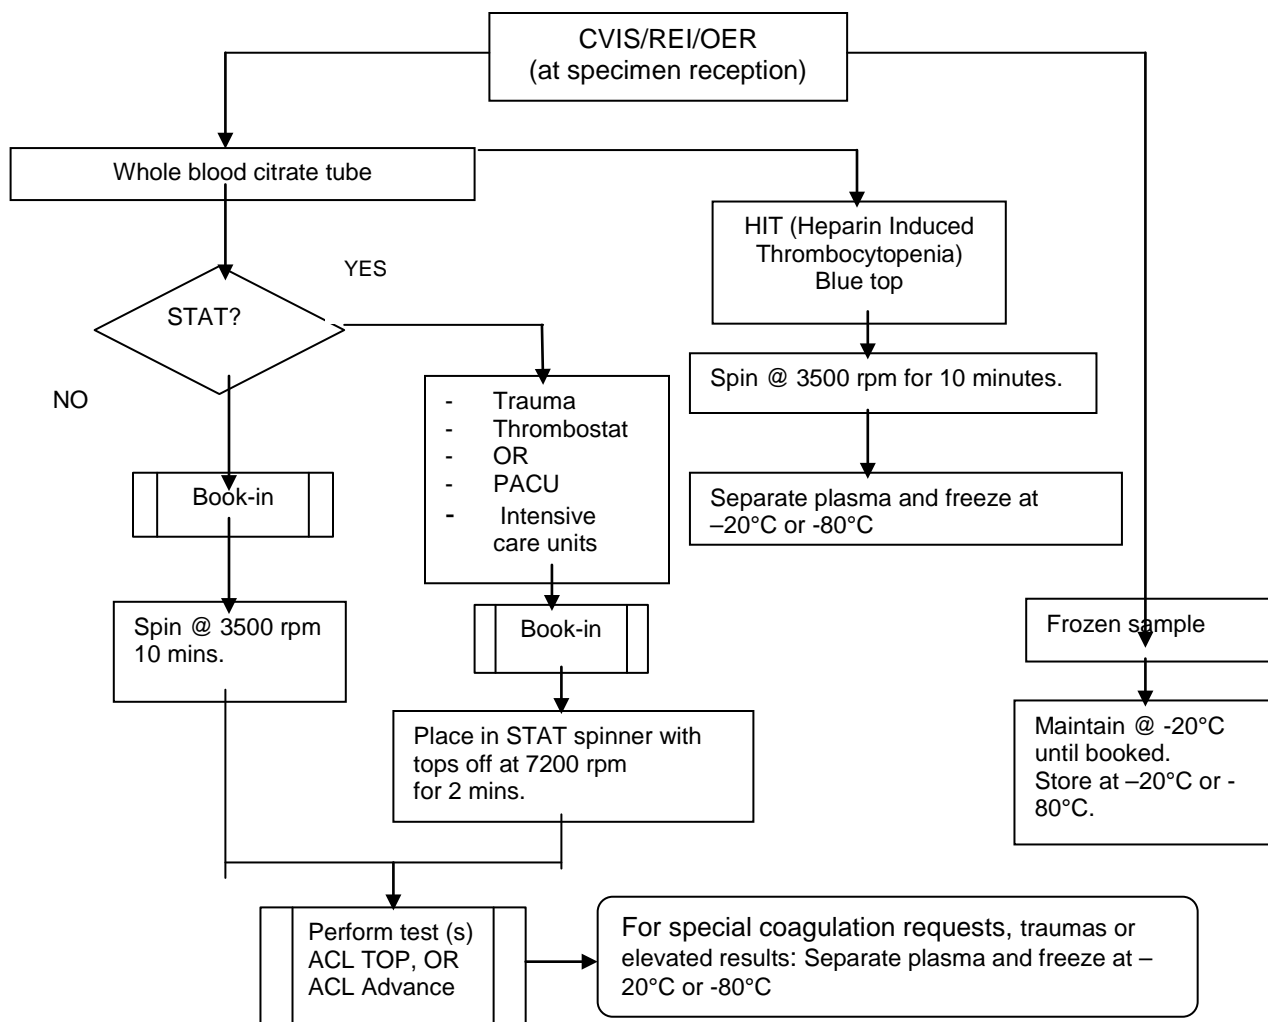 CVIS/REI/OER
(at specimen reception)
Whole blood citrate tube
HIT (Heparin Induced
Thrombocytopenia)
Blue top
YES
STAT?
NO
Spin @ 3500 rpm for 10 minutes.
- Trauma
- Thrombostat
- OR
- PACU
- Intensive
care units
Book-in
Separate plasma and freeze at
–20°C or -80°C
Spin @ 3500 rpm
10 mins.
Book-in
Frozen sample
Place in STAT spinner with
tops off at 7200 rpm
for 2 mins.
Maintain @ -20°C
until booked.
Store at –20°C or -
80°C.
Perform test (s)
ACL TOP, OR
ACL Advance
For special coagulation requests, traumas or
elevated results: Separate plasma and freeze at –
20°C or -80°C